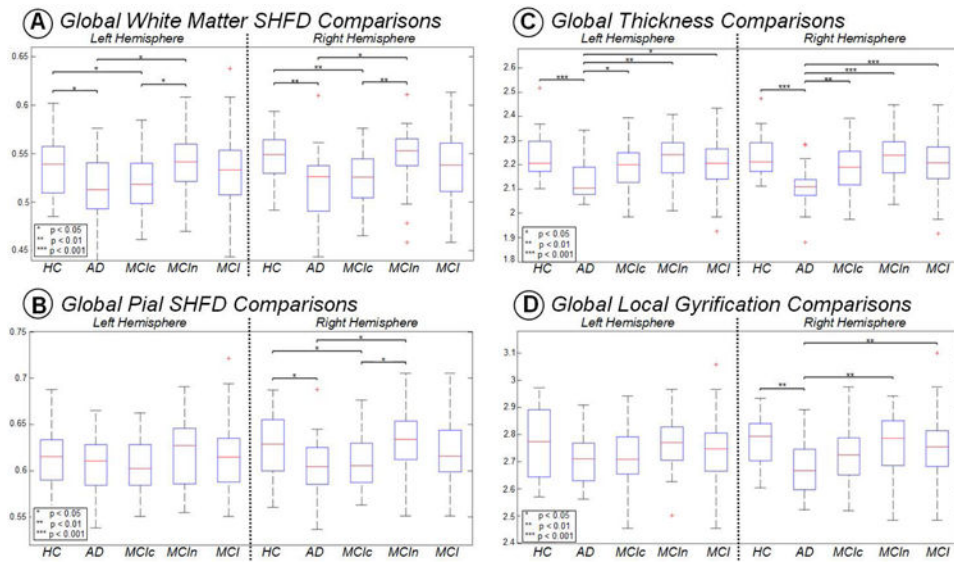 A Global White Matter SHFD Comparisons
Left Hemisphere Right Hemisphere
0.65
0.6
0.55
0.5
0.45
* ** * * * ** ** *
* p < 0.05
** p < 0.01
*** p < 0.001
HC AD MCIc MCIn MCI HC AD MCIc MCIn MCI
B Global Pial SHFD Comparisons
Left Hemisphere Right Hemisphere
0.75
0.7
0.65
0.6
0.55
* * * *
* p < 0.05
** p < 0.01
*** p < 0.001
HC AD MCIc MCIn MCI HC AD MCIc MCIn MCI
C Global Thickness Comparisons
Left Hemisphere Right Hemisphere
2.6
2.5
2.4
2.3
2.2
2.1
2
1.9
1.8
* ** * *** *** *** ** ***
* p < 0.05
** p < 0.01
*** p < 0.001
HC AD MCIc MCIn MCI HC AD MCIc MCIn MCI
D Global Local Gyrification Comparisons
Left Hemisphere Right Hemisphere
3.1
3
2.9
2.8
2.7
2.6
2.5
2.4
** ** **
* p < 0.05
** p < 0.01
*** p < 0.001
HC AD MCIc MCIn MCI HC AD MCIc MCIn MCI